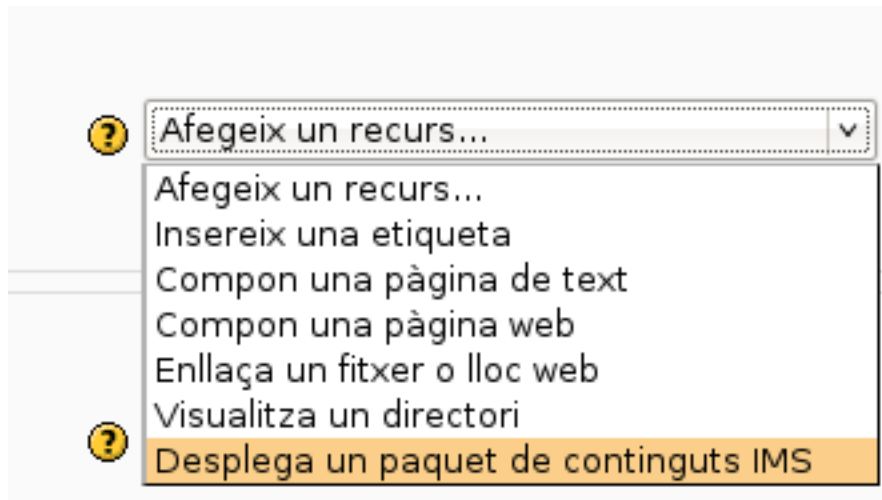 Afegeix un recurs...
Afegeix un recurs...
Insereix una etiqueta
Compon una pàgina de text
Compon una pàgina web
Enllaça un fitxer o lloc web
Visualitza un directori
Desplega un paquet de continguts IMS